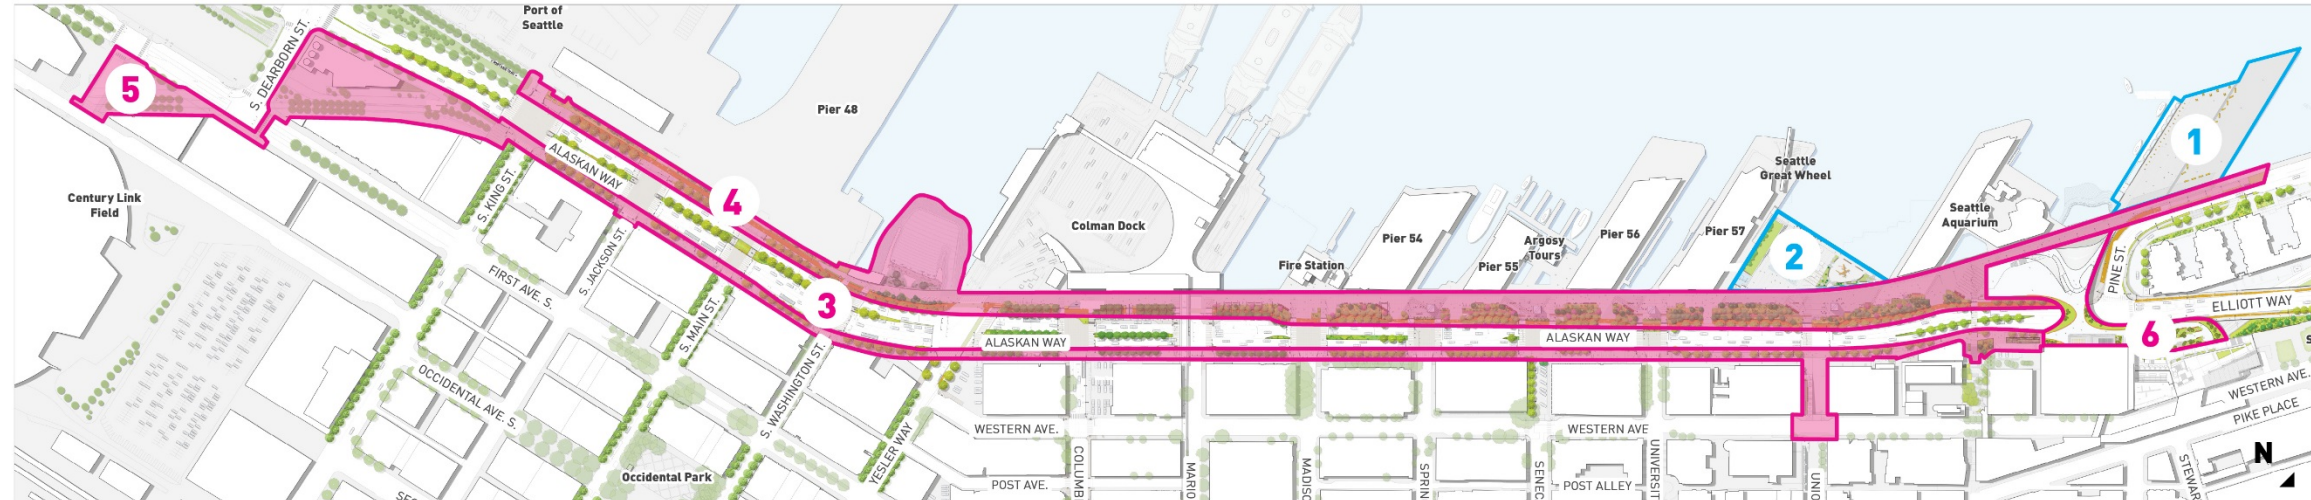 Port of
Seattle
S. DEARBORN ST.
5
1
Pier 48
Seattle
Great Wheel
ALASKAN WAY
Century Link
Field
S. KING ST.
4
Colman Dock
Pier 54
Argosy
Tours
Pier 56
Pier 57
Seattle
Aquarium
2
Fire Station
Pier 55
PINE ST.
FIRST AVE. S.
S. JACKSON ST.
3
S. MAIN ST.
ALASKAN WAY
ALASKAN WAY
ELLIOTT WAY
6
S
S. WASHINGTON ST.
OCCIDENTAL AVE. S.
WESTERN AVE.
PIKE PLACE
YESLER WAY
WESTERN AVE.
WESTERN AVE
Occidental Park
COLUMB
MARIO
MADISO
SPRIN
SENEC
UNIVERSIT
UNIO
STEWAR
N
POST AVE.
POST ALLEY